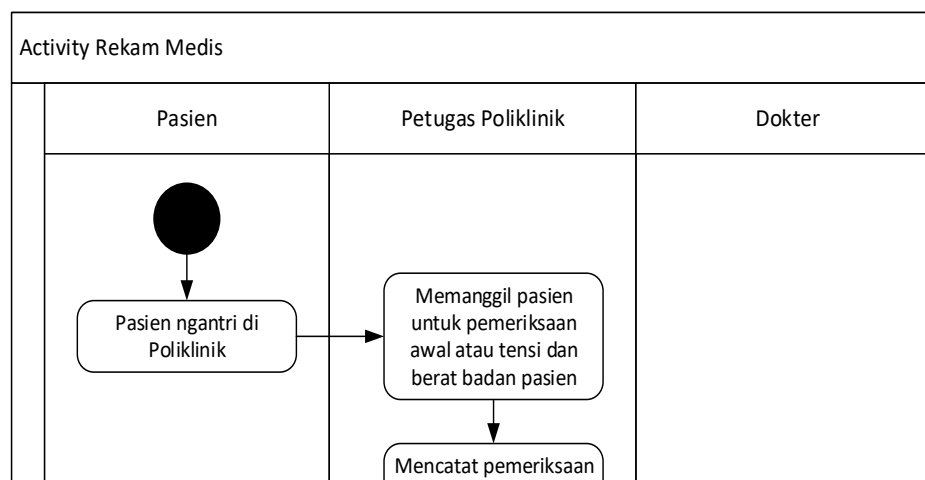 Activity Rekam Medis
Pasien
Petugas Poliklinik
Dokter
Pasien ngantri di
Poliklinik
Memanggil pasien
untuk pemeriksaan
awal atau tensi dan
berat badan pasien
Mencatat pemeriksaan